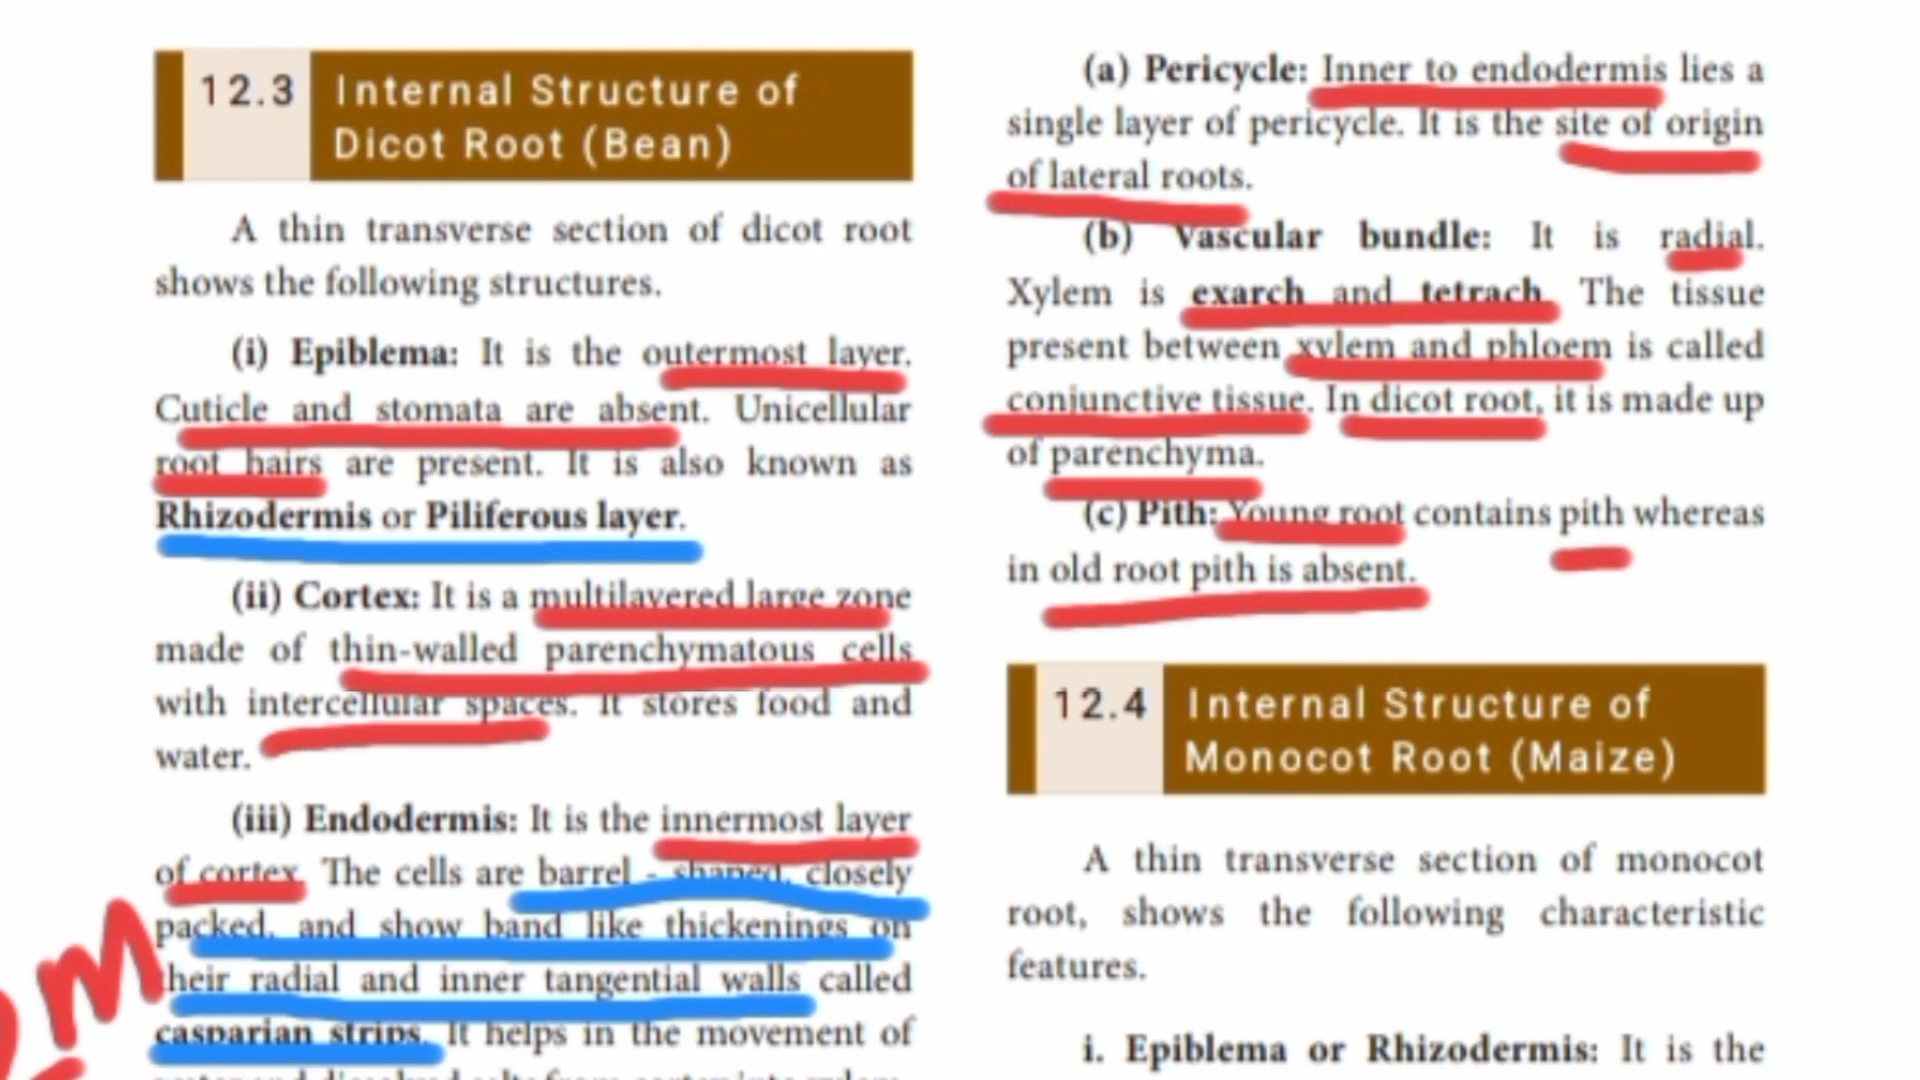 12.3 Internal Structure of
Dicot Root (Bean)
A thin transverse section of dicot root
shows the following structures.
(i) Epiblema: It is the outermost layer.
Cuticle and stomata are absent. Unicellular
root hairs are present. It is also known as
Rhizodermis or Piliferous layer.
(ii) Cortex: It is a multilayered large zone
made of thin-walled parenchymatous cells
with intercellular spaces. It stores food and
water.
(iii) Endodermis: It is the innermost layer
of cortex. The cells are barrel - shaped, closely
packed, and show band like thickenings on
their radial and inner tangential walls called
casparian strips. It helps in the movement of
water and dissolved salts from cortex into xylem.
2M
(a) Pericycle: Inner to endodermis lies a
single layer of pericycle. It is the site of origin
of lateral roots.
(b) Vascular bundle: It is radial.
Xylem is exarch and tetrach. The tissue
present between xylem and phloem is called
conjunctive tissue. In dicot root, it is made up
of parenchyma.
(c) Pith: Young root contains pith whereas
in old root pith is absent.
12.4 Internal Structure of
Monocot Root (Maize)
A thin transverse section of monocot
root, shows the following characteristic
features.
i. Epiblema or Rhizodermis: It is the